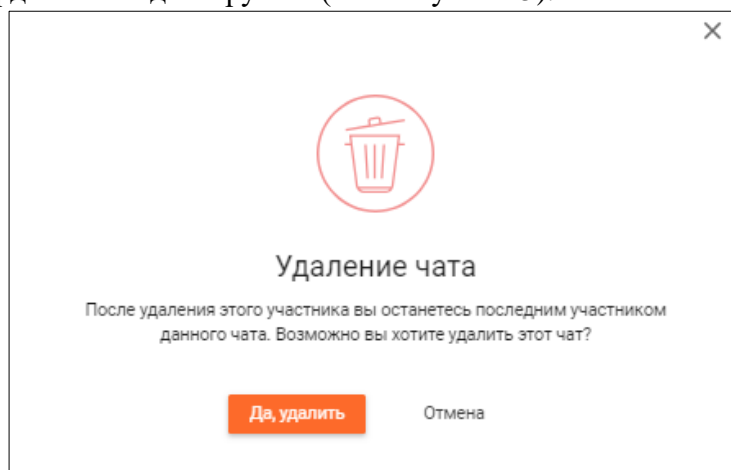 Удаление чата
После удаления этого участника вы останетесь последним участником
данного чата. Возможно вы хотите удалить этот чат?
Да, удалить Отмена